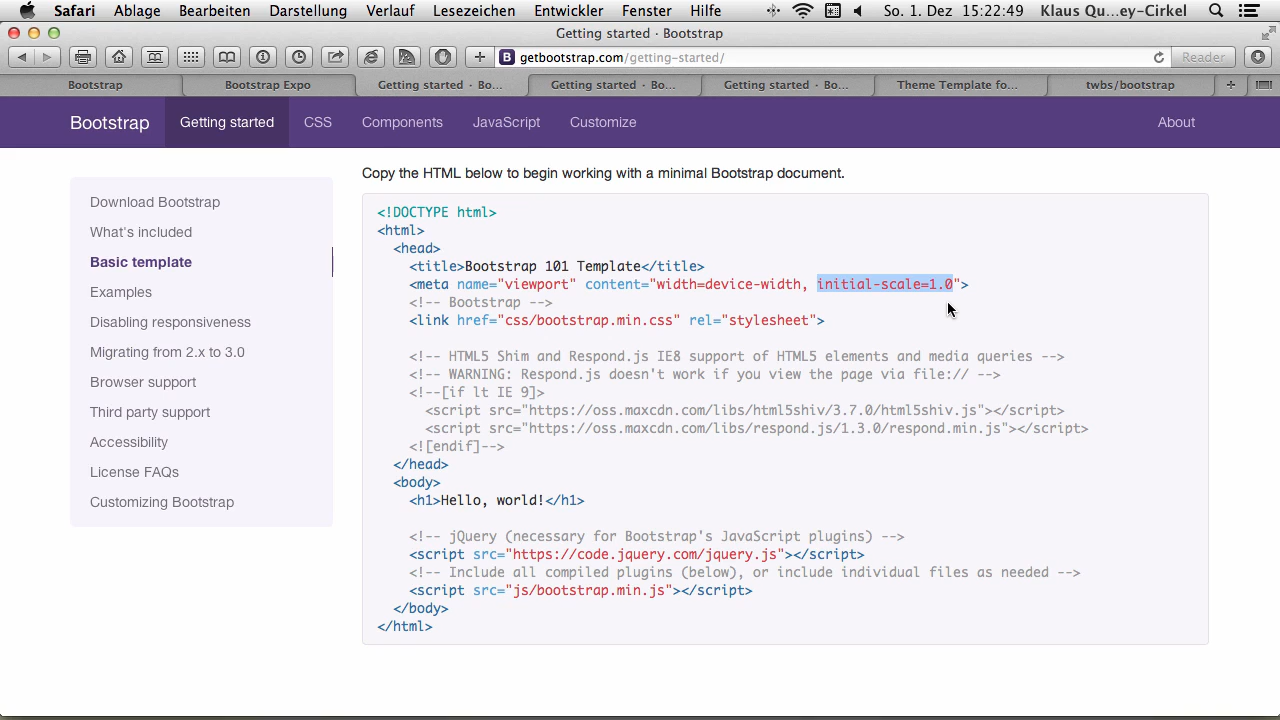 Safari Ablage Bearbeiten Darstellung Verlauf Lesezeichen Entwickler Fenster Hilfe So. 1. Dez 15:22:49 Klaus Qu...ey-Cirkel
Getting started · Bootstrap
getbootstrap.com/getting-started/ Reader
Bootstrap Bootstrap Expo Getting started · Bo... Getting started · Bo... Getting started · Bo... Theme Template fo... twbs/bootstrap
Bootstrap Getting started CSS Components JavaScript Customize About
Download Bootstrap
What's included
Basic template
Examples
Disabling responsiveness
Migrating from 2.x to 3.0
Browser support
Third party support
Accessibility
License FAQs
Customizing Bootstrap
Copy the HTML below to begin working with a minimal Bootstrap document.
<!DOCTYPE html>
<html>
  <head>
    <title>Bootstrap 101 Template</title>
    <meta name="viewport" content="width=device-width, initial-scale=1.0">
    <!-- Bootstrap -->
    <link href="css/bootstrap.min.css" rel="stylesheet">

    <!-- HTML5 Shim and Respond.js IE8 support of HTML5 elements and media queries -->
    <!-- WARNING: Respond.js doesn't work if you view the page via file:// -->
    <!--[if lt IE 9]>
      <script src="https://oss.maxcdn.com/libs/html5shiv/3.7.0/html5shiv.js"></script>
      <script src="https://oss.maxcdn.com/libs/respond.js/1.3.0/respond.min.js"></script>
    <![endif]-->
  </head>
  <body>
    <h1>Hello, world!</h1>

    <!-- jQuery (necessary for Bootstrap's JavaScript plugins) -->
    <script src="https://code.jquery.com/jquery.js"></script>
    <!-- Include all compiled plugins (below), or include individual files as needed -->
    <script src="js/bootstrap.min.js"></script>
  </body>
</html>